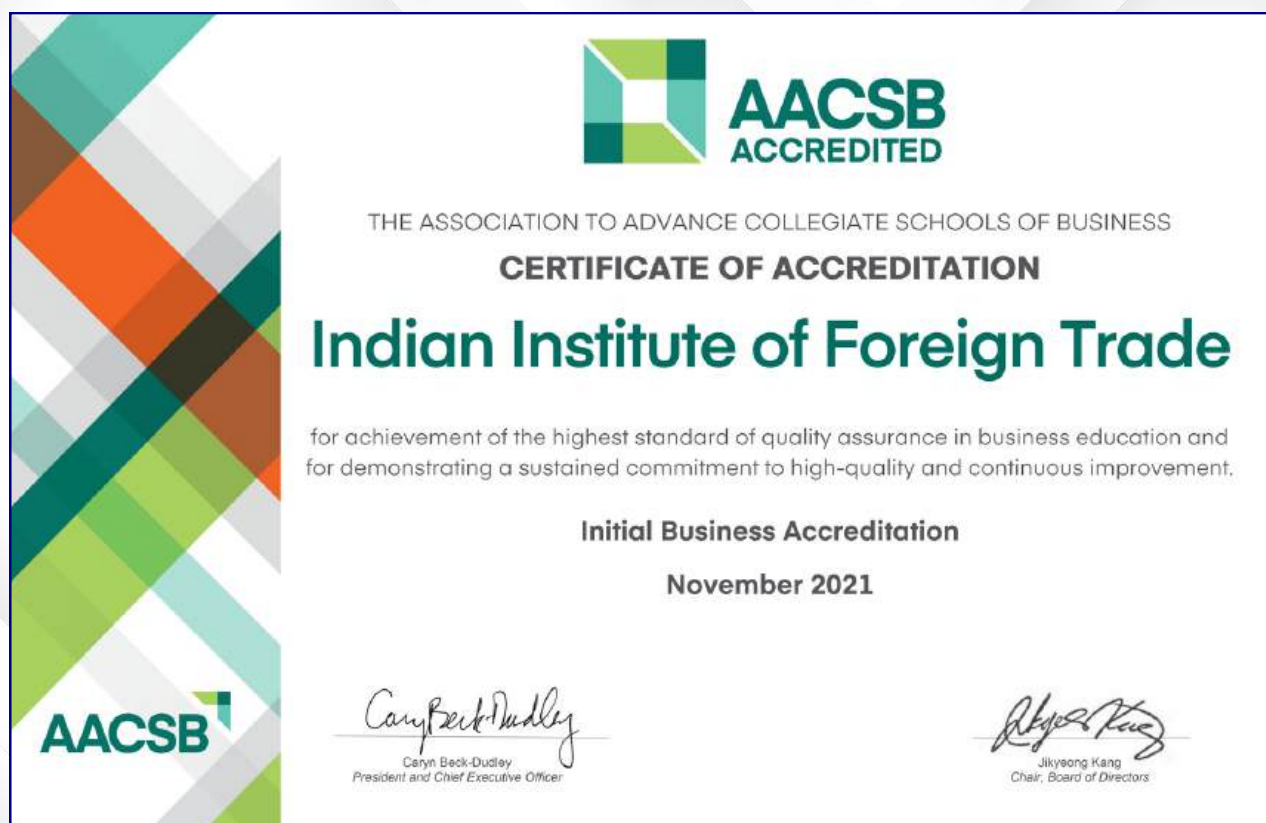 AACSB
ACCREDITED
THE ASSOCIATION TO ADVANCE COLLEGIATE SCHOOLS OF BUSINESS
CERTIFICATE OF ACCREDITATION
Indian Institute of Foreign Trade
for achievement of the highest standard of quality assurance in business education and
for demonstrating a sustained commitment to high-quality and continuous improvement.
Initial Business Accreditation
November 2021
AACSB
Cary Beck-Dudley
Caryn Beck-Dudley
President and Chief Executive Officer
Jikyeong Kang
Chair, Board of Directors